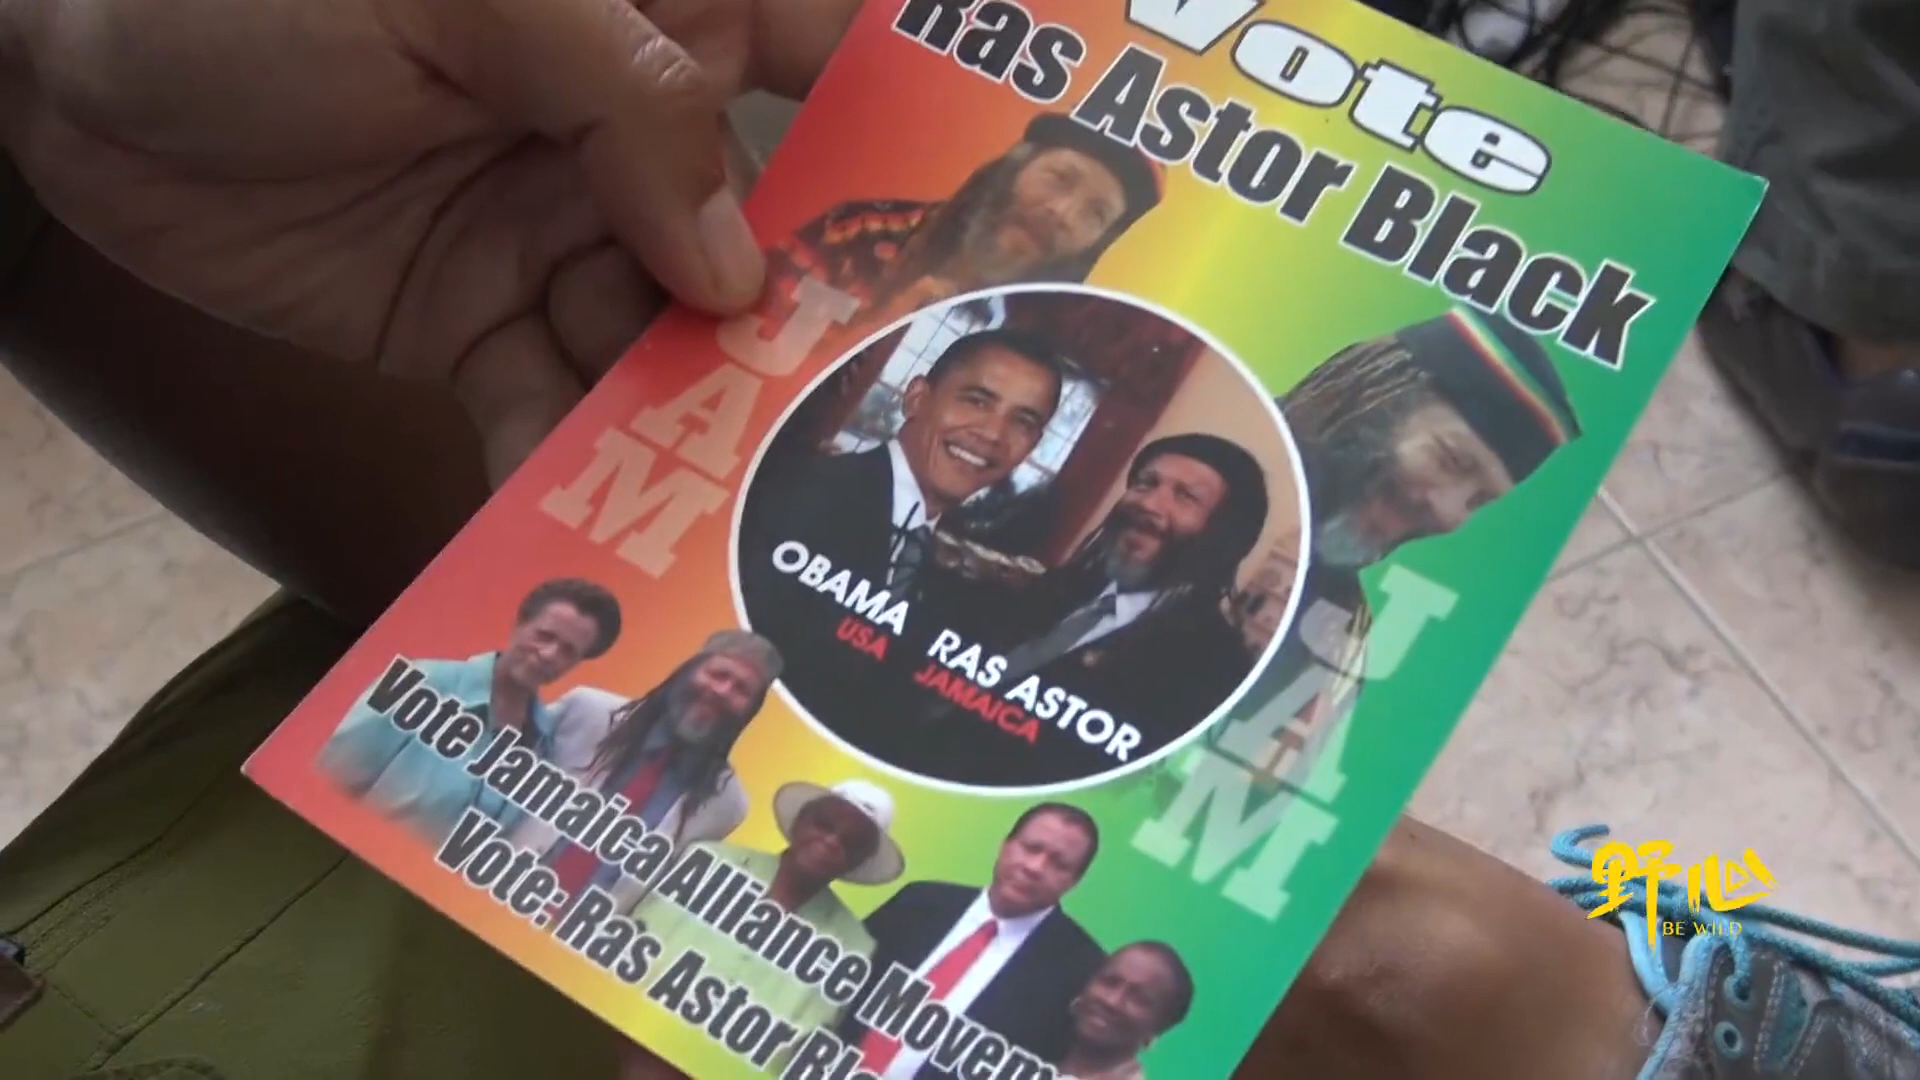 Vote
Ras Astor Black
JAM
OBAMA
USA
RAS ASTOR
JAMAICA
JAM
Vote Jamaica Alliance Movem
Vote: Ras Astor Bla
野心
BE WILD